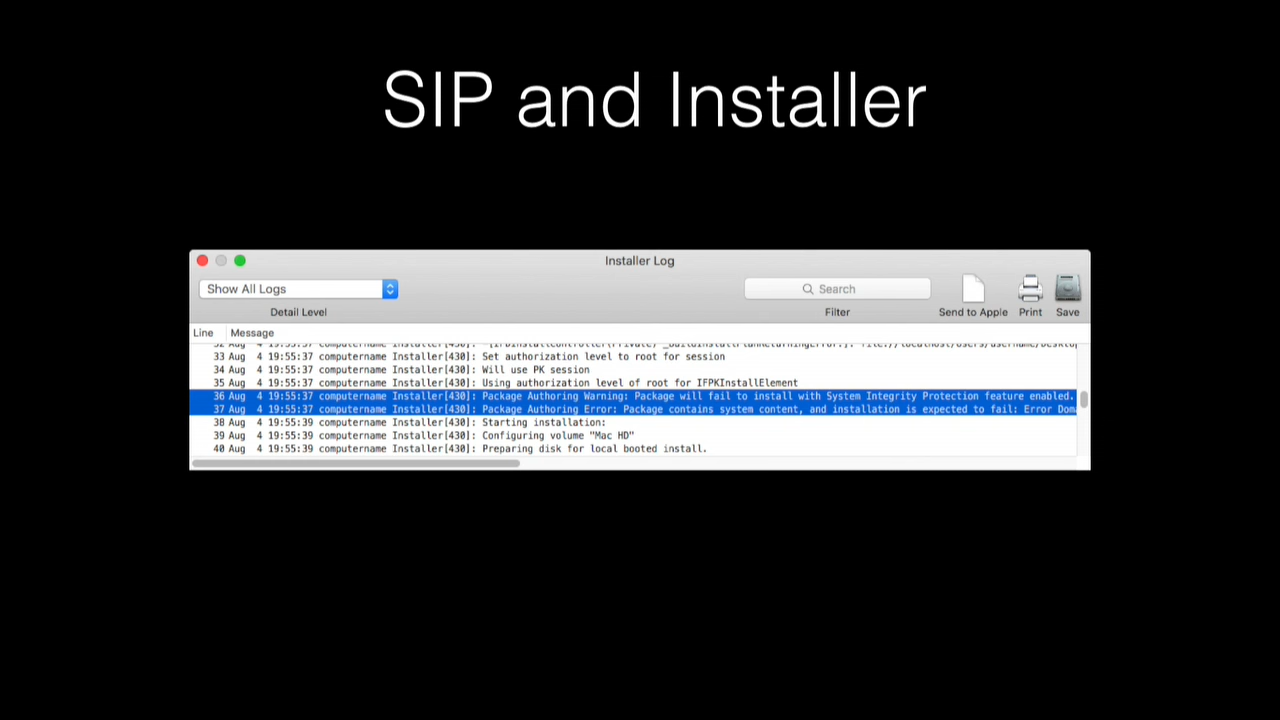 SIP and Installer
Installer Log
Show All Logs
Search
Detail Level
Filter
Send to Apple
Print
Save
Line Message
33 Aug 4 19:55:37 computername Installer[430]: Set authorization level to root for session
34 Aug 4 19:55:37 computername Installer[430]: Will use PK session
35 Aug 4 19:55:37 computername Installer[430]: Using authorization level of root for IFPKInstallElement
36 Aug 4 19:55:37 computername Installer[430]: Package Authoring Warning: Package will fail to install with System Integrity Protection feature enabled.
37 Aug 4 19:55:37 computername Installer[430]: Package Authoring Error: Package contains system content, and installation is expected to fail: Error Dom
38 Aug 4 19:55:39 computername Installer[430]: Starting installation:
39 Aug 4 19:55:39 computername Installer[430]: Configuring volume "Mac HD"
40 Aug 4 19:55:39 computername Installer[430]: Preparing disk for local booted install.